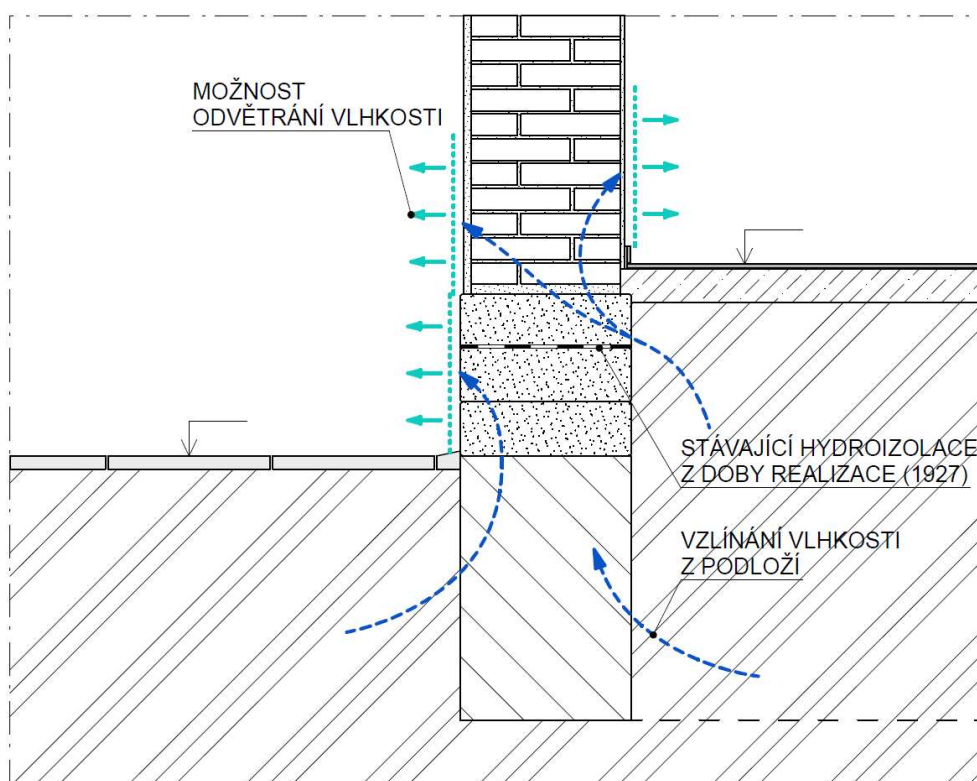 MOŽNOST
ODVĚTRÁNÍ VLHKOSTI
STÁVAJÍCÍ HYDROIZOLACE
Z DOBY REALIZACE (1927)
VZLÍNÁNÍ VLHKOSTI
Z PODLOŽÍ